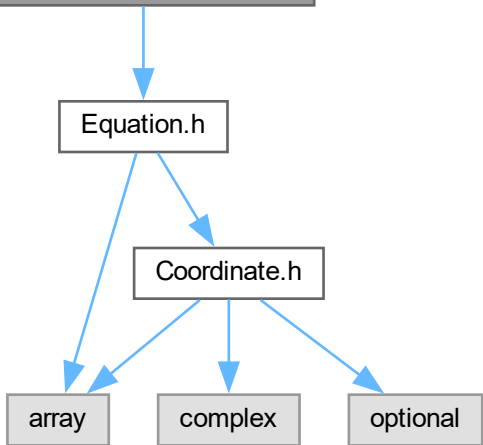 Equation.h
Coordinate.h
array
complex
optional